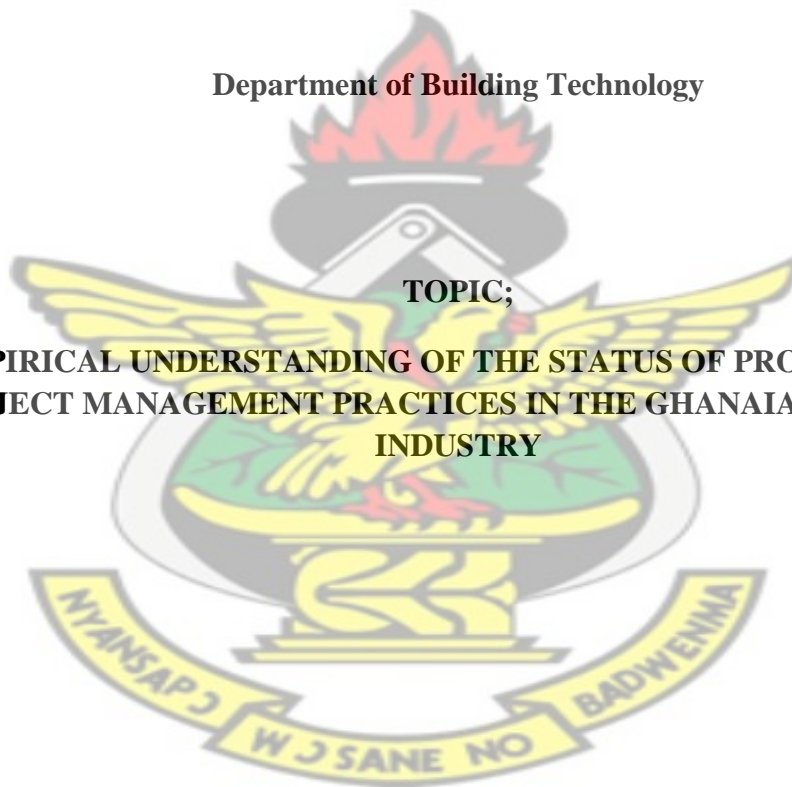 Department of Building Technology
TOPIC;
PIRICAL UNDERSTANDING OF THE STATUS OF PRO
JECT MANAGEMENT PRACTICES IN THE GHANAIA
INDUSTRY
NYANSAPƆ
WƆSANE NO
BADWENMA